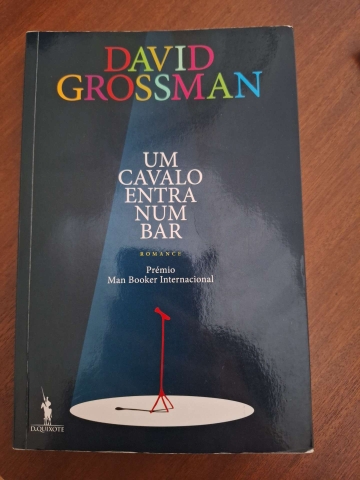 DAVID
GROSSMAN
UM
CAVALO
ENTRA
NUM
BAR
ROMANCE
Prémio
Man Booker Internacional
D.QUIXOTE